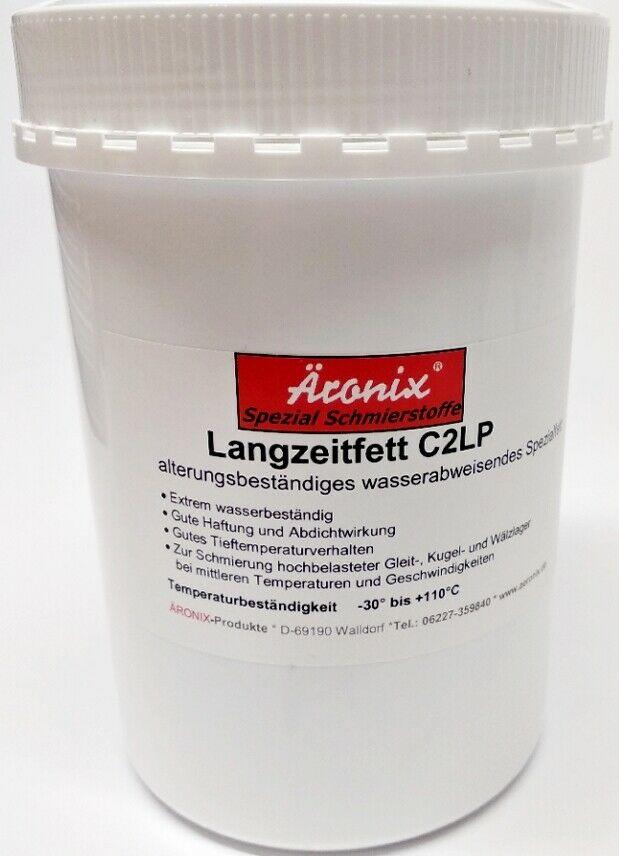 Äronix®
Spezial Schmierstoffe
Langzeitfett C2LP
alterungsbeständiges wasserabweisendes Spezialfett
• Extrem wasserbeständig
• Gute Haftung und Abdichtwirkung
• Gutes Tieftemperaturverhalten
• Zur Schmierung hochbelasteter Gleit-, Kugel- und Wälzlager
bei mittleren Temperaturen und Geschwindigkeiten
Temperaturbeständigkeit -30° bis +110°C
ÄRONIX-Produkte * D-69190 Walldorf *Tel.: 06227-359840 * www.aeronix.de